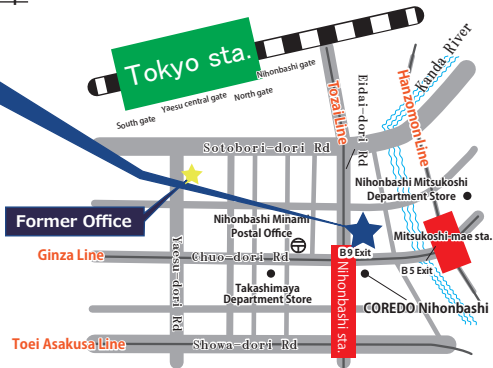 Tokyo sta.
Nihonbashi gate
Yaesu central gate
North gate
South gate
Tozai Line
Eidai-dori Rd
Hanzomon Line
Kanda River
Sotobori-dori Rd
Nihonbashi Mitsukoshi
Department Store
Former Office
Nihonbashi Minami
Postal Office
Mitsukoshi-mae sta.
B9 Exit
B5 Exit
Ginza Line
Chuo-dori Rd
Yaesu-dori Rd
Takashimaya
Department Store
Nihonbashi sta.
COREDO Nihonbashi
Toei Asakusa Line
Showa-dori Rd